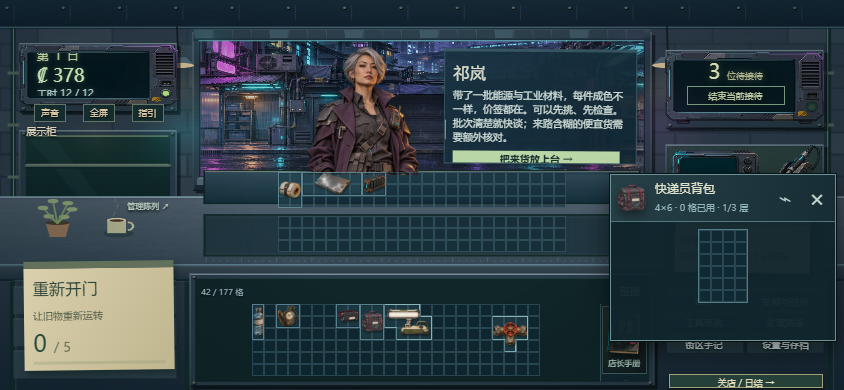 第 1 日
₡ 378
工时 12 / 12
声音
全屏
指引
展示柜
管理陈列 ↗
重新开门
让旧物重新运转
0 / 5
祁岚
带了一批能源与工业材料，每件成色不
一样，价签都在。可以先挑、先检查。
批次清楚就快谈；来路含糊的便宜货需
要额外核对。
把来货放上台 →
42 / 177 格
店长手册
3 位待接待
结束当前接待
快递员背包
4×6 · 0 格已用 · 1/3 层
街区手记
设置与存档
关店 / 日结 →